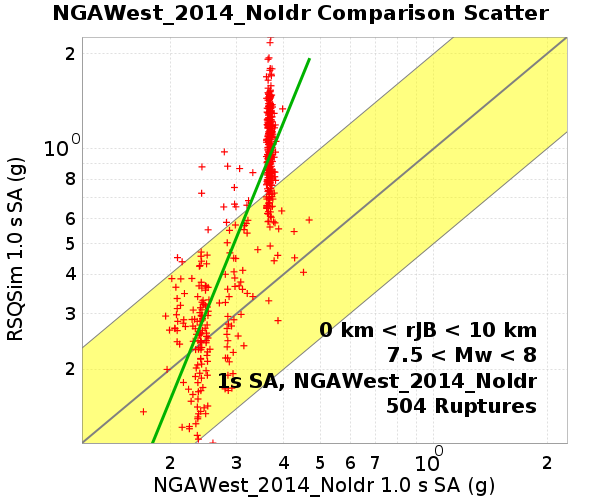 NGAWest_2014_NoIdr Comparison Scatter
2
10^0
8
6
5
4
3
2
RSQSim 1.0 s SA (g)
0 km < rJB < 10 km
7.5 < Mw < 8
1s SA, NGAWest_2014_NoIdr
504 Ruptures
2 3 4 5 6 7 10^0 2
NGAWest_2014_NoIdr 1.0 s SA (g)